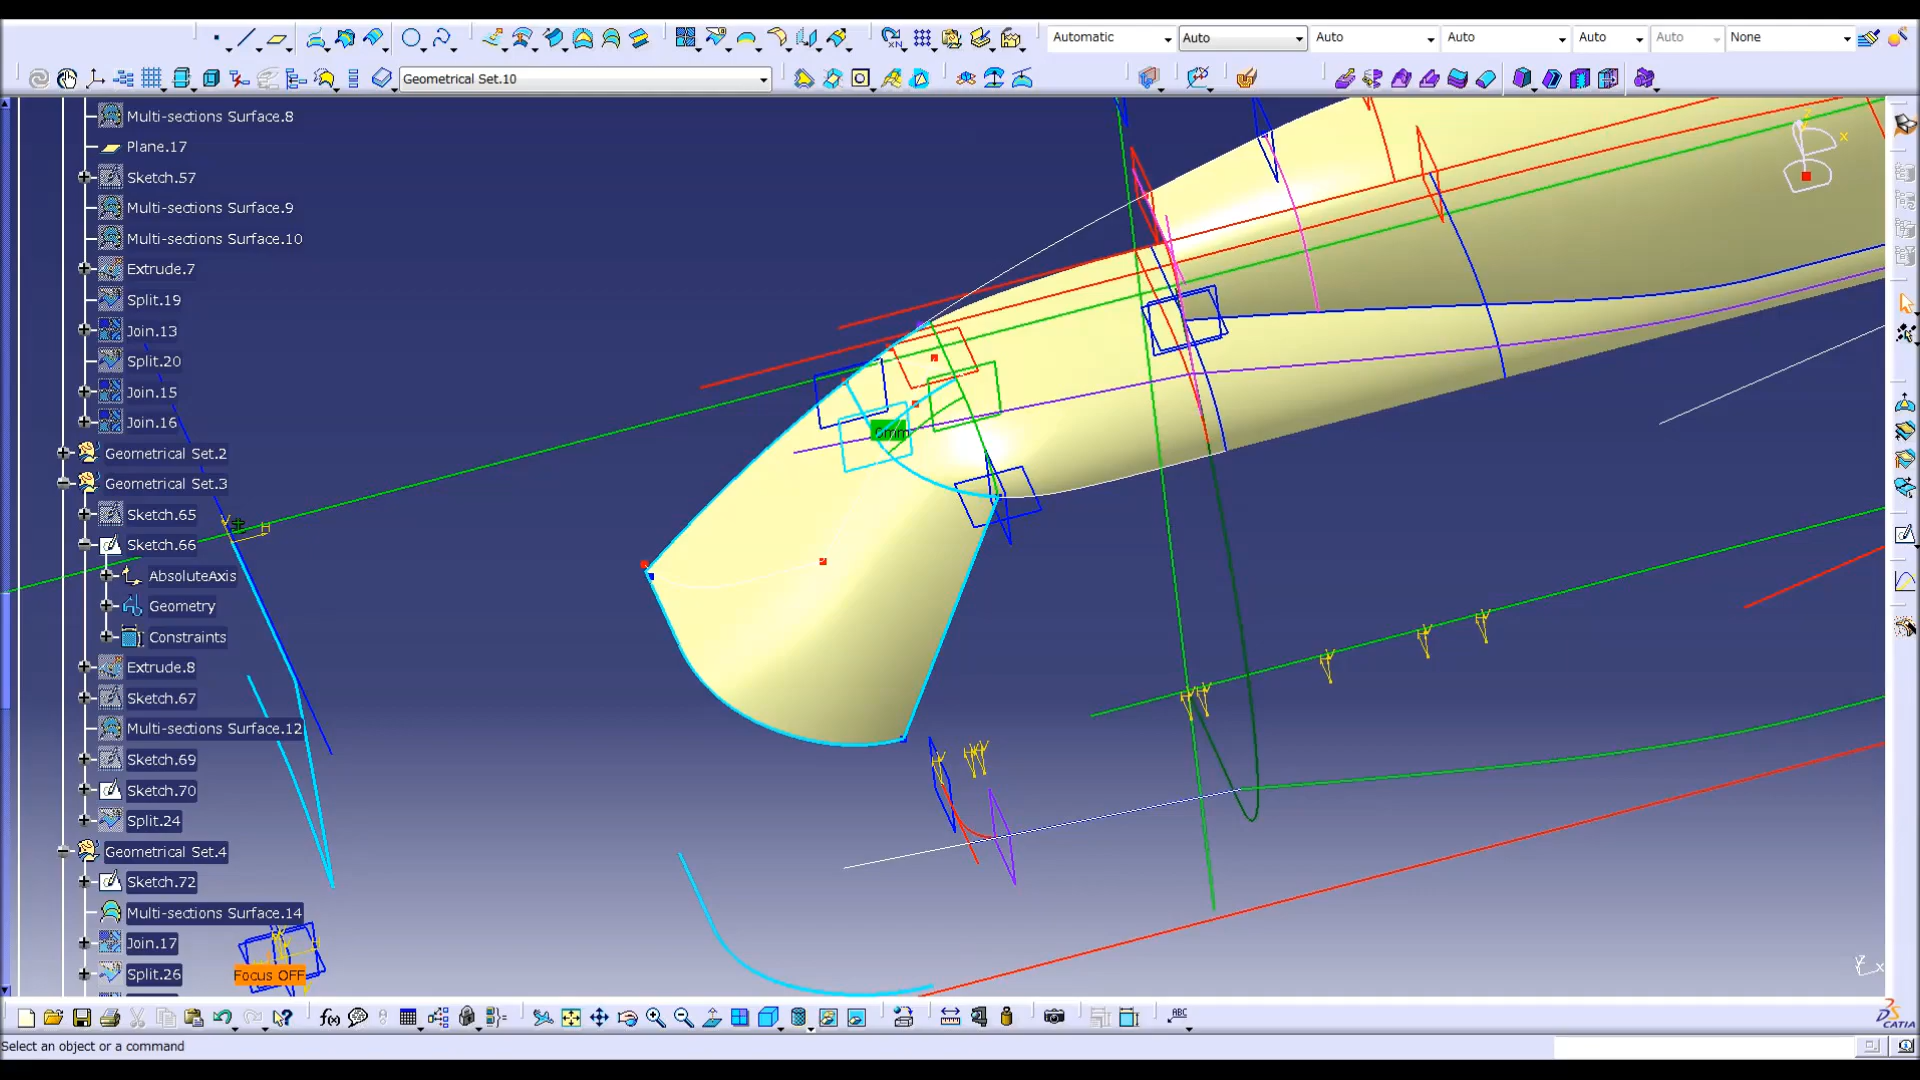 Automatic
Auto
Auto
Auto
Auto
Auto
None
Geometrical Set.10
Multi-sections Surface.8
Plane.17
Sketch.57
Multi-sections Surface.9
Multi-sections Surface.10
Extrude.7
Split.19
Join.13
Split.20
Join.15
Join.16
Geometrical Set.2
Geometrical Set.3
Sketch.65
Sketch.66
AbsoluteAxis
Geometry
Constraints
Extrude.8
Sketch.67
Multi-sections Surface.12
Sketch.69
Sketch.70
Split.24
Geometrical Set.4
Sketch.72
Multi-sections Surface.14
Join.17
Split.26
Focus OFF
0mm
V
H
x
x
f(x)
ABC
CATIA
Select an object or a command